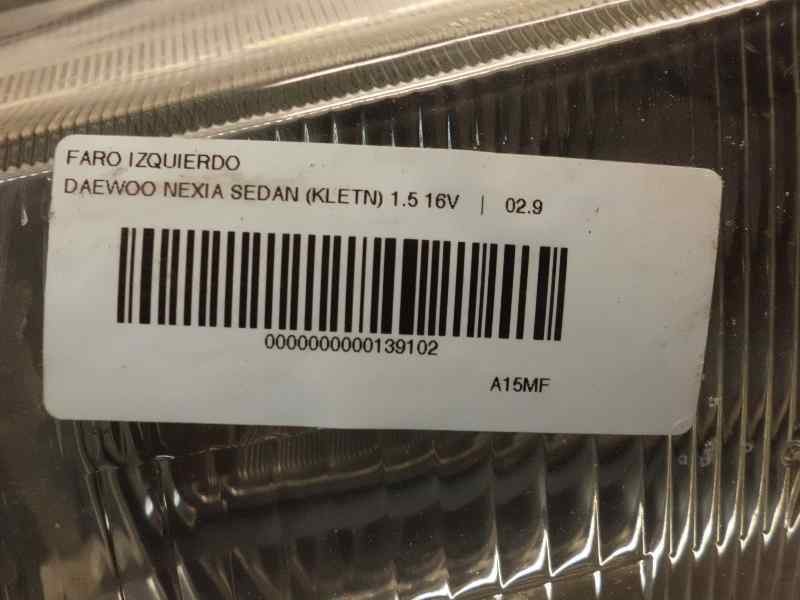 FARO IZQUIERDO
DAEWOO NEXIA SEDAN (KLETN) 1.5 16V | 02.9
0000000000139102
A15MF